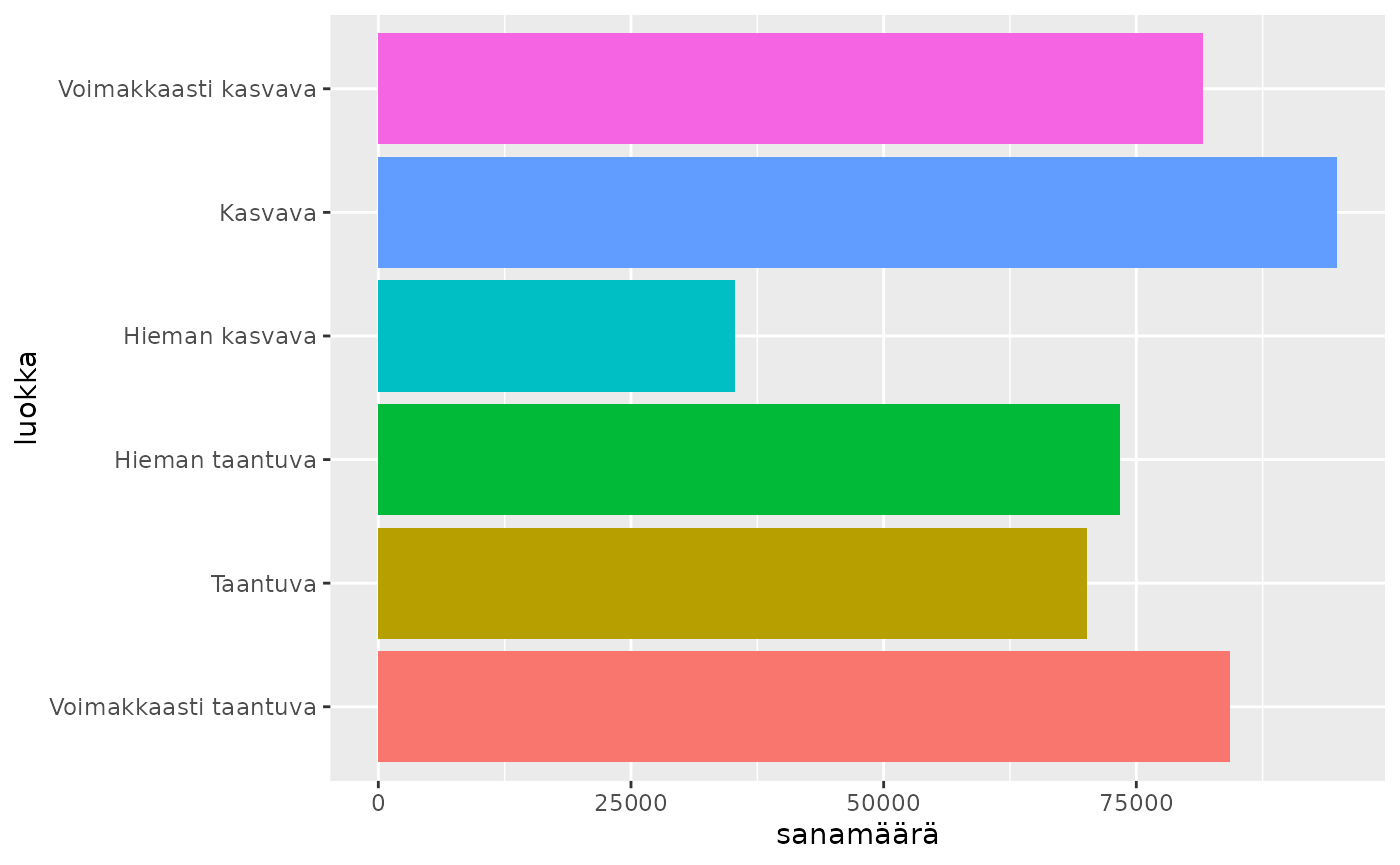 Voimakkaasti kasvava
Kasvava
Hieman kasvava
luokka
Hieman taantuva
Taantuva
Voimakkaasti taantuva
0 25000 50000 75000
sanamäärä